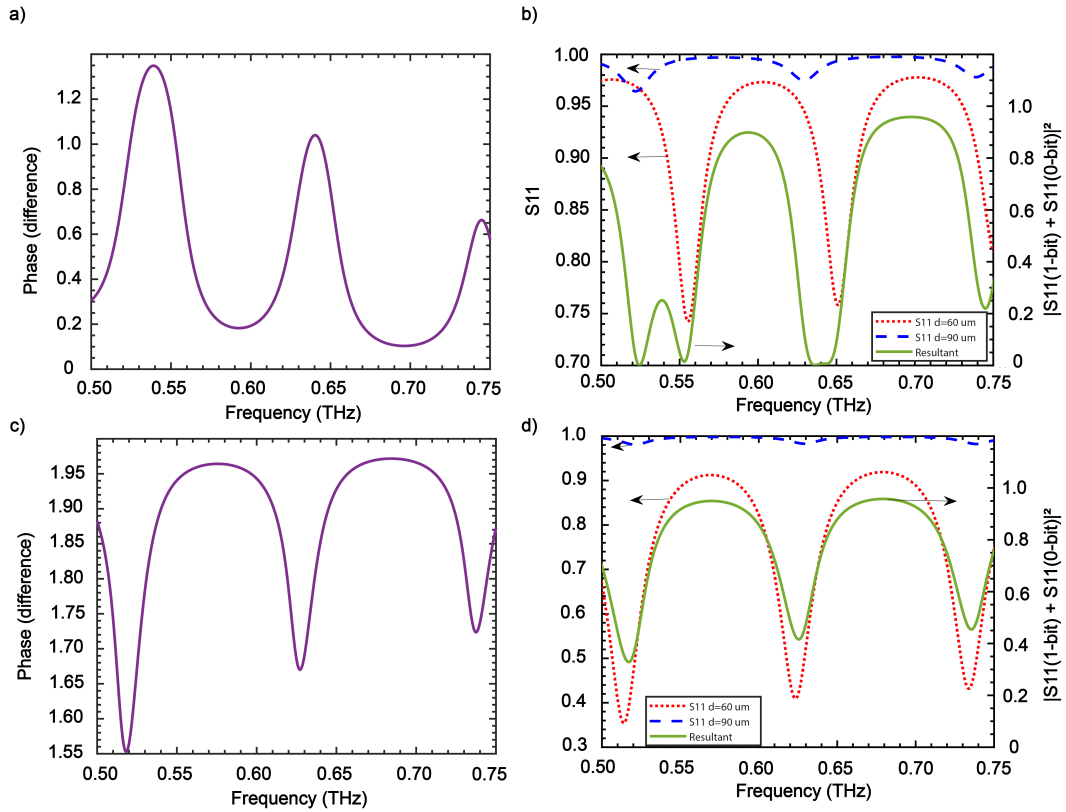 a)
Phase (difference)
1.2
1.0
0.8
0.6
0.4
0.2
0
0.50 0.55 0.60 0.65 0.70 0.75
Frequency (THz)
b)
S11
1.00
0.95
0.90
0.85
0.80
0.75
0.70
0.50 0.55 0.60 0.65 0.70 0.75
Frequency (THz)
1.0
0.8
0.6
0.4
0.2
0
|S11(1-bit) + S11(0-bit)|²
S11 d=60 um
S11 d=90 um
Resultant
c)
Phase (difference)
1.95
1.90
1.85
1.80
1.75
1.70
1.65
1.60
1.55
0.50 0.55 0.60 0.65 0.70 0.75
Frequency (THz)
d)
1.0
0.9
0.8
0.7
0.6
0.5
0.4
0.3
0.50 0.55 0.60 0.65 0.70 0.75
Frequency (THz)
1.0
0.8
0.6
0.4
0.2
0
|S11(1-bit) + S11(0-bit)|²
S11 d=60 um
S11 d=90 um
Resultant